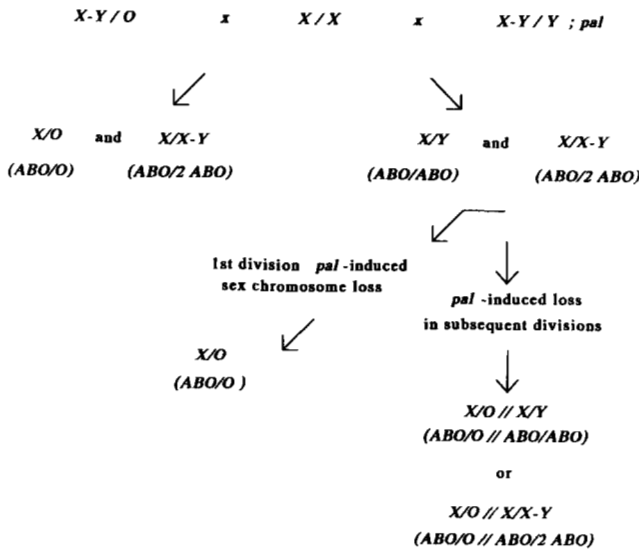 X-Y / O x X / X x X-Y / Y ; pal
X/O and X/X-Y X/Y and X/X-Y
(ABO/O) (ABO/2 ABO) (ABO/ABO) (ABO/2 ABO)
1st division pal -induced
sex chromosome loss
pal -induced loss
in subsequent divisions
X/O
(ABO/O )
X/O // X/Y
(ABO/O // ABO/ABO)
or
X/O // X/X-Y
(ABO/O // ABO/2 ABO)